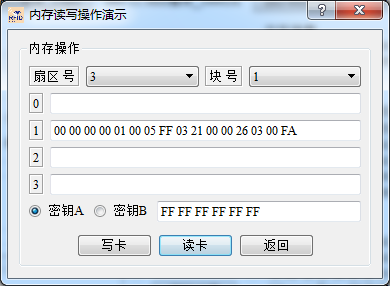 内存读写操作演示
内存操作
扇区号 3 块号 1
0
1 00 00 00 00 01 00 05 FF 03 21 00 00 26 03 00 FA
2
3
密钥A 密钥B FF FF FF FF FF FF
写卡 读卡 返回